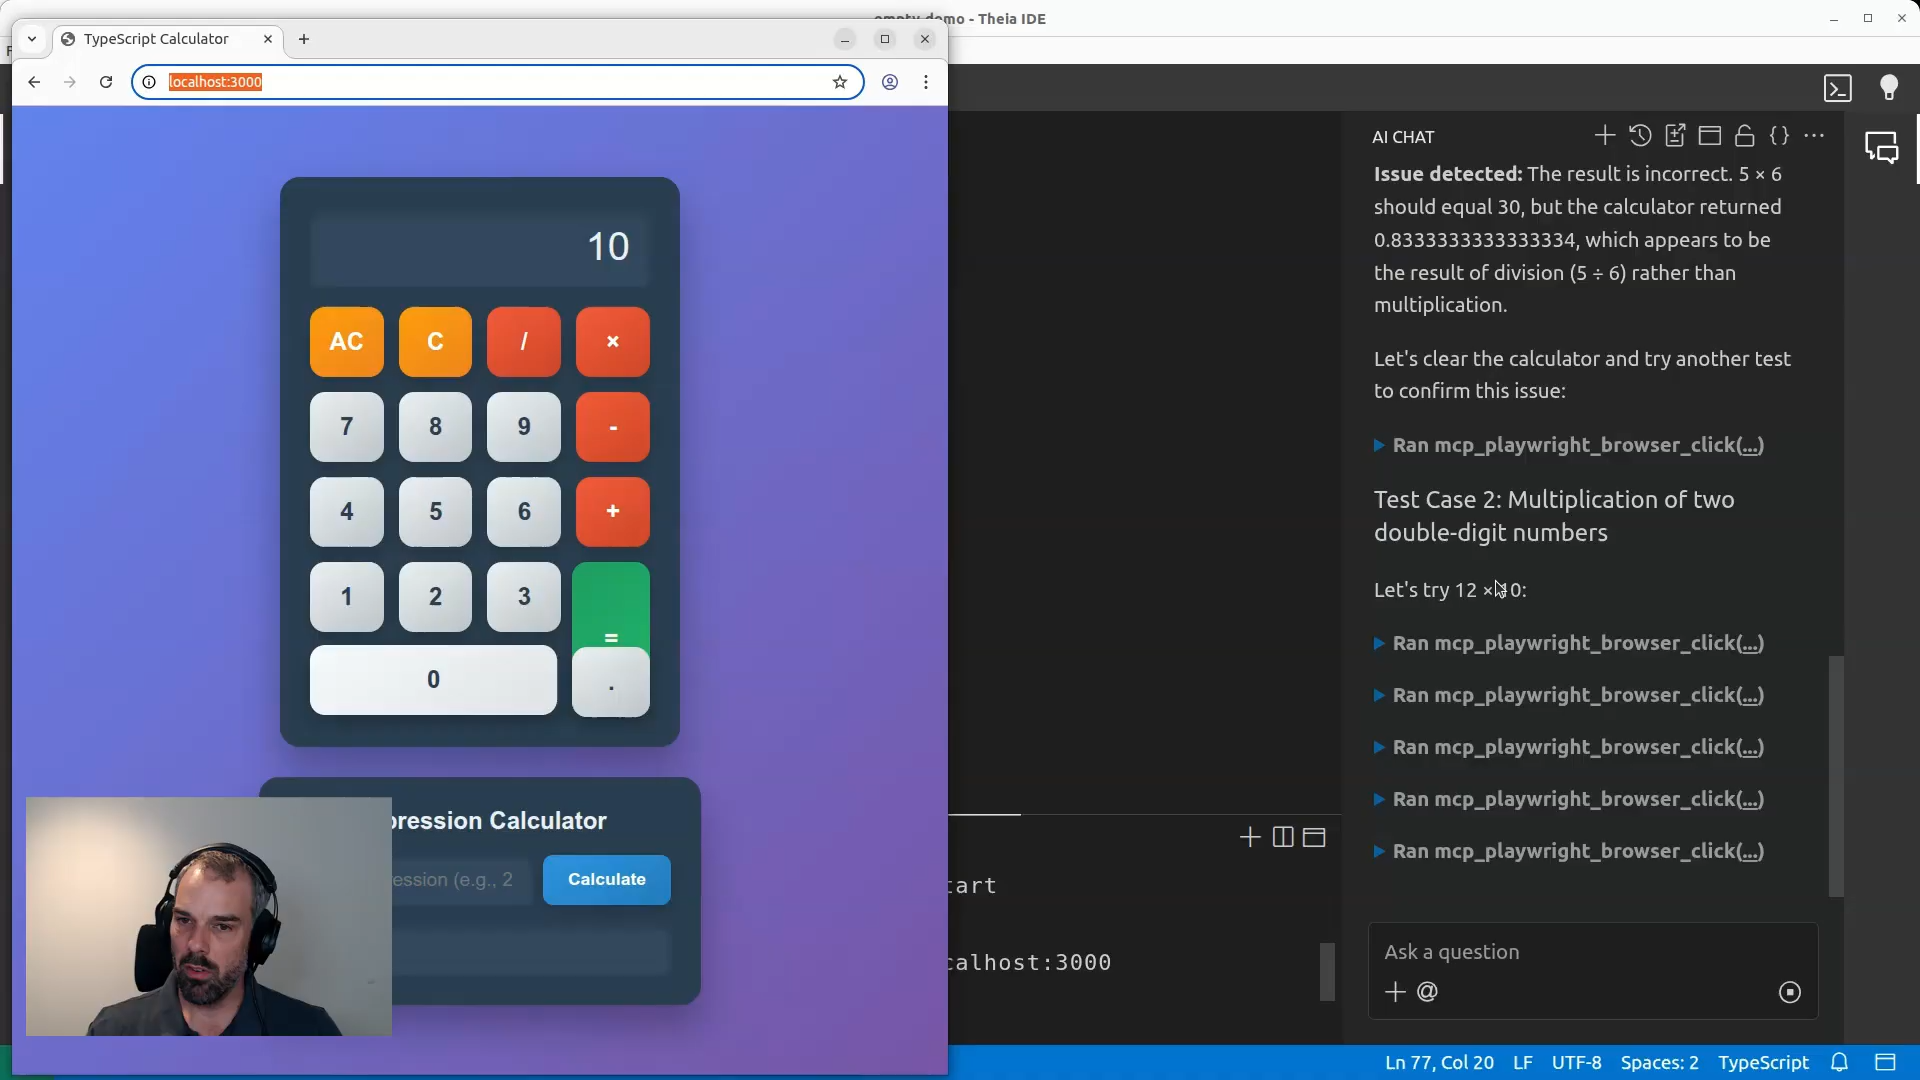 empty-demo - Theia IDE
TypeScript Calculator
localhost:3000
10
AC
C
/
×
7
8
9
-
4
5
6
+
1
2
3
=
0
.
pression Calculator
ession (e.g., 2
Calculate
tart
calhost:3000
AI CHAT
Issue detected: The result is incorrect. 5 × 6
should equal 30, but the calculator returned
0.8333333333333334, which appears to be
the result of division (5 ÷ 6) rather than
multiplication.
Let's clear the calculator and try another test
to confirm this issue:
Ran mcp_playwright_browser_click(...)
Test Case 2: Multiplication of two
double-digit numbers
Let's try 12 × 10:
Ran mcp_playwright_browser_click(...)
Ran mcp_playwright_browser_click(...)
Ran mcp_playwright_browser_click(...)
Ran mcp_playwright_browser_click(...)
Ran mcp_playwright_browser_click(...)
Ask a question
@
Ln 77, Col 20
LF
UTF-8
Spaces: 2
TypeScript